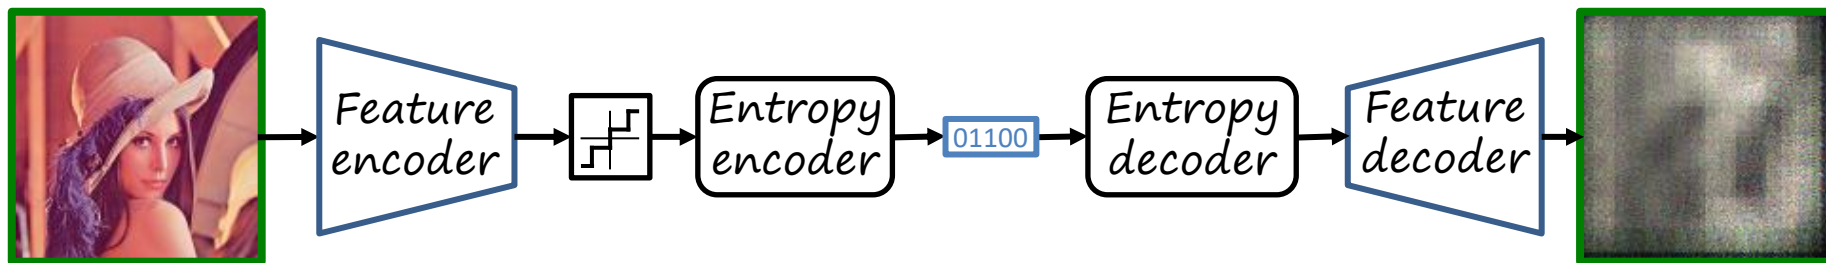 Feature
encoder
Entropy
encoder
01100
Entropy
decoder
Feature
decoder